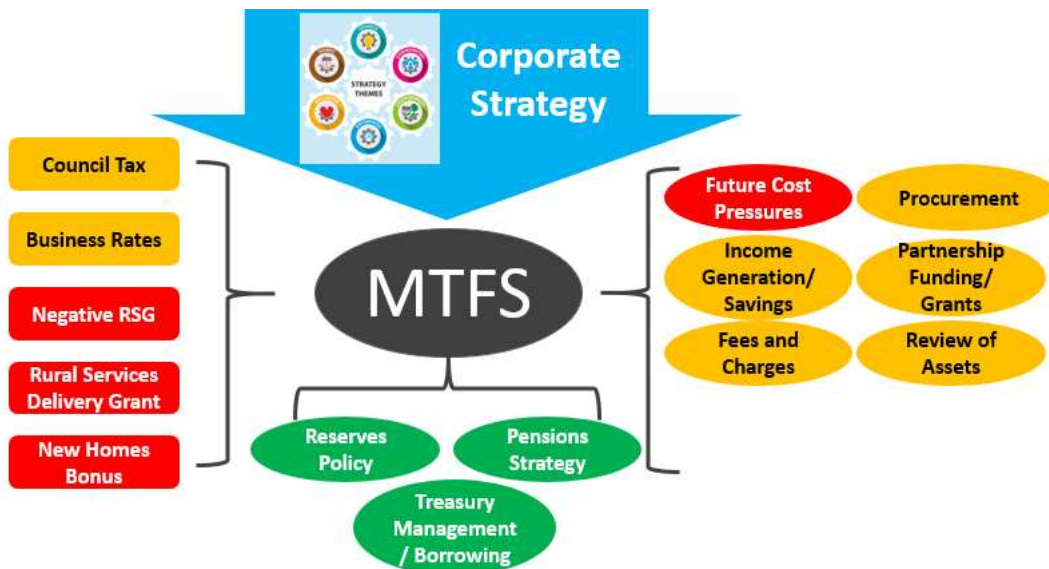 Corporate
Strategy
STRATEGY
THEMES
Council Tax
Business Rates
Negative RSG
Rural Services
Delivery Grant
New Homes
Bonus
MTFS
Future Cost
Pressures
Procurement
Income
Generation/
Savings
Partnership
Funding/
Grants
Fees and
Charges
Review of
Assets
Reserves
Policy
Pensions
Strategy
Treasury
Management
/ Borrowing